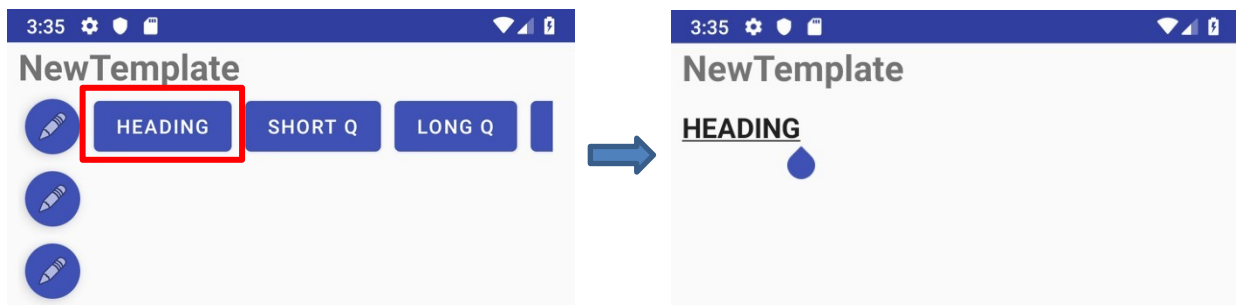 3:35
NewTemplate
HEADING SHORT Q LONG Q
3:35
NewTemplate
HEADING